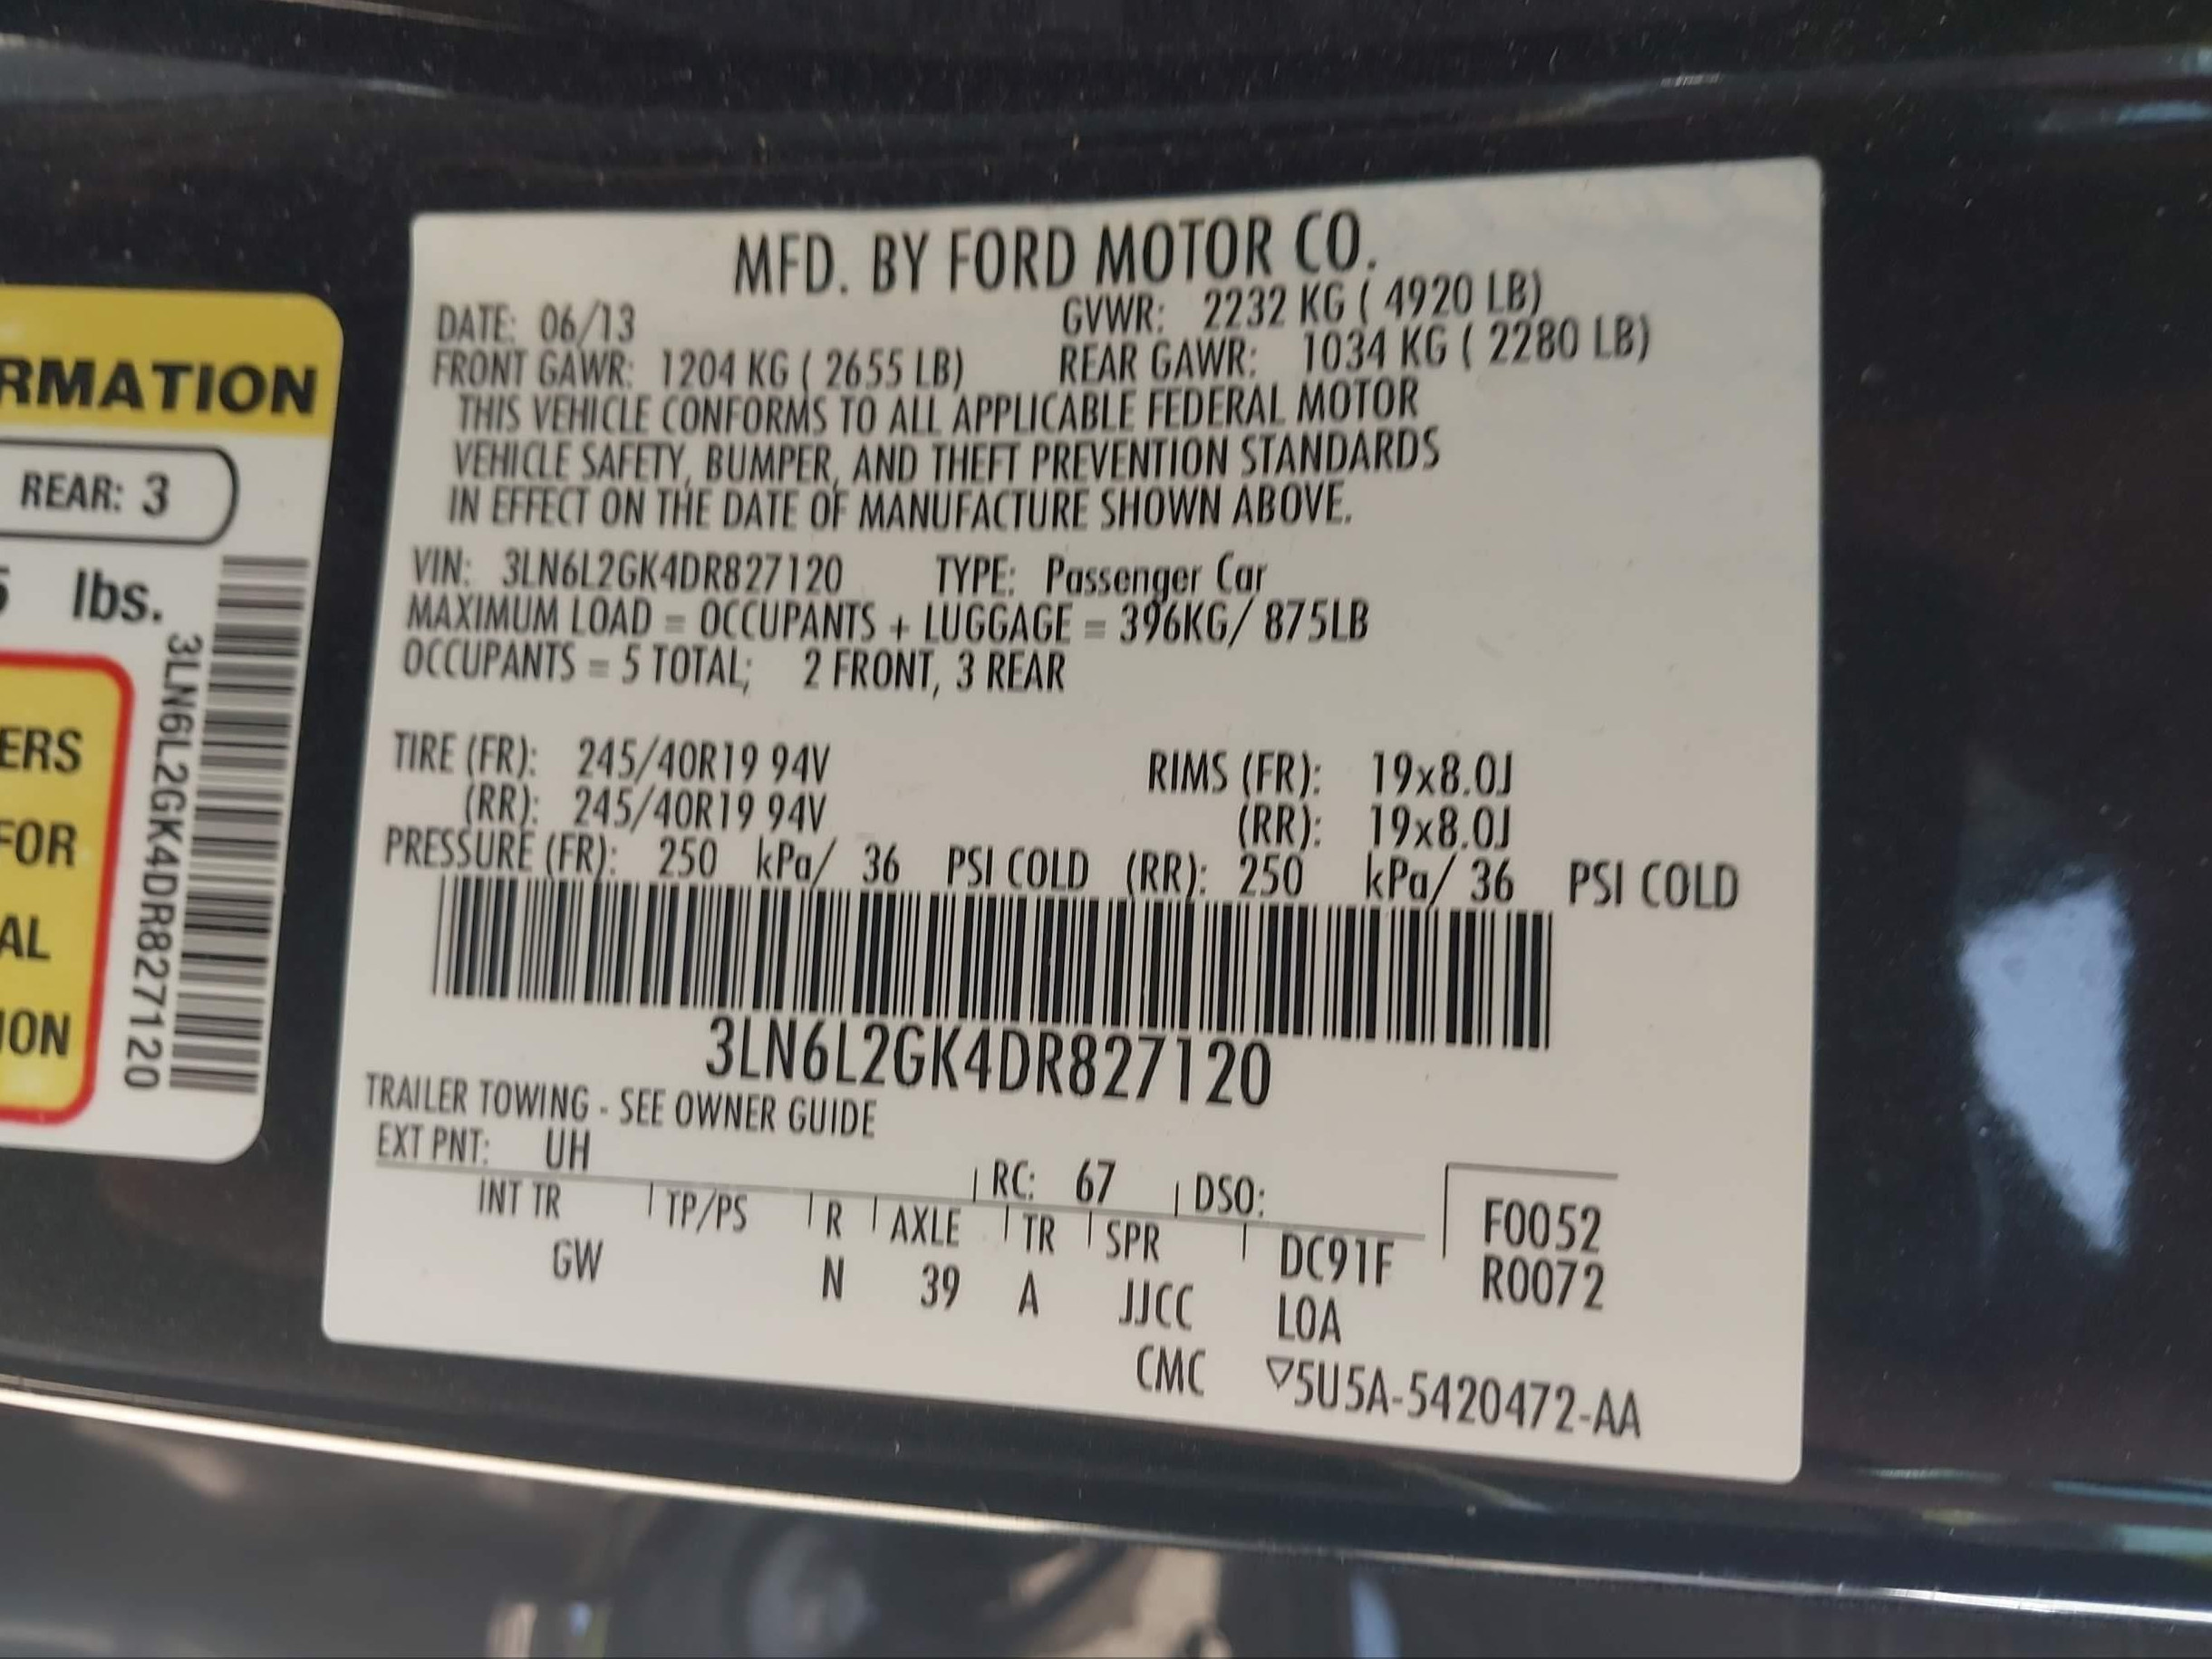 RMATION
REAR: 3
lbs.
ERS
FOR
AL
ION
3LN6L2GK4DR827120
MFD. BY FORD MOTOR CO.
DATE: 06/13 GVWR: 2232 KG ( 4920 LB)
FRONT GAWR: 1204 KG ( 2655 LB) REAR GAWR: 1034 KG ( 2280 LB)
THIS VEHICLE CONFORMS TO ALL APPLICABLE FEDERAL MOTOR
VEHICLE SAFETY, BUMPER, AND THEFT PREVENTION STANDARDS
IN EFFECT ON THE DATE OF MANUFACTURE SHOWN ABOVE.
VIN: 3LN6L2GK4DR827120 TYPE: Passenger Car
MAXIMUM LOAD = OCCUPANTS + LUGGAGE = 396KG/ 875LB
OCCUPANTS = 5 TOTAL; 2 FRONT, 3 REAR
TIRE (FR): 245/40R19 94V RIMS (FR): 19x8.0J
(RR): 245/40R19 94V (RR): 19x8.0J
PRESSURE (FR): 250 kPa/ 36 PSI COLD (RR): 250 kPa/ 36 PSI COLD
3LN6L2GK4DR827120
TRAILER TOWING - SEE OWNER GUIDE
EXT PNT: UH RC: 67 DSO:
INT TR TP/PS R AXLE TR SPR DC91F F0052
GW N 39 A JJCC LOA R0072
CMC ▽5U5A-5420472-AA